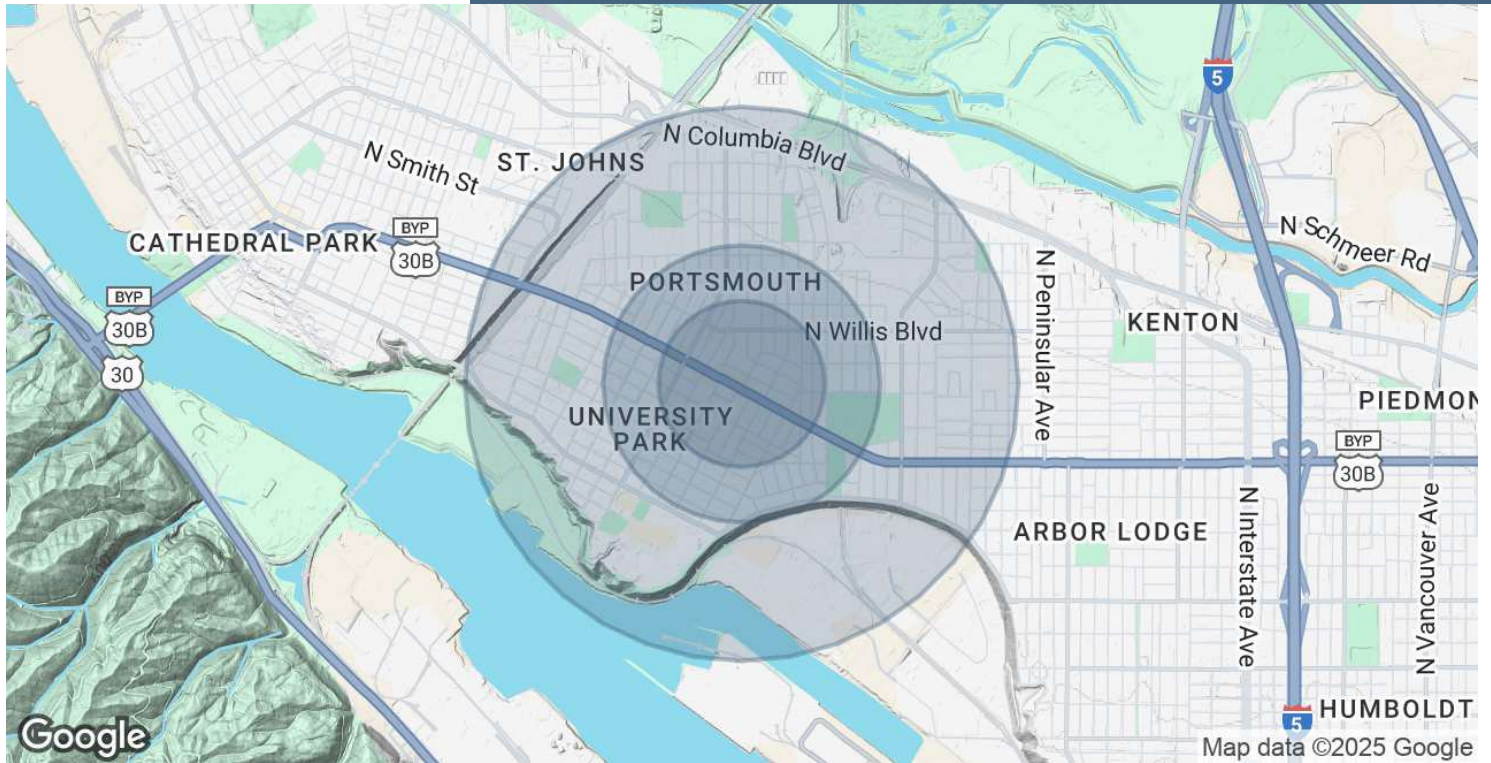 5
N Columbia Blvd
ST. JOHNS
N Smith St
N Schmeer Rd
BYP
30B
CATHEDRAL PARK
N Peninsular Ave
PORTSMOUTH
BYP
30B
KENTON
N Willis Blvd
30
PIEDMON
UNIVERSITY
PARK
BYP
30B
N Interstate Ave
N Vancouver Ave
ARBOR LODGE
5
HUMBOLDT
Google
Map data ©2025 Google